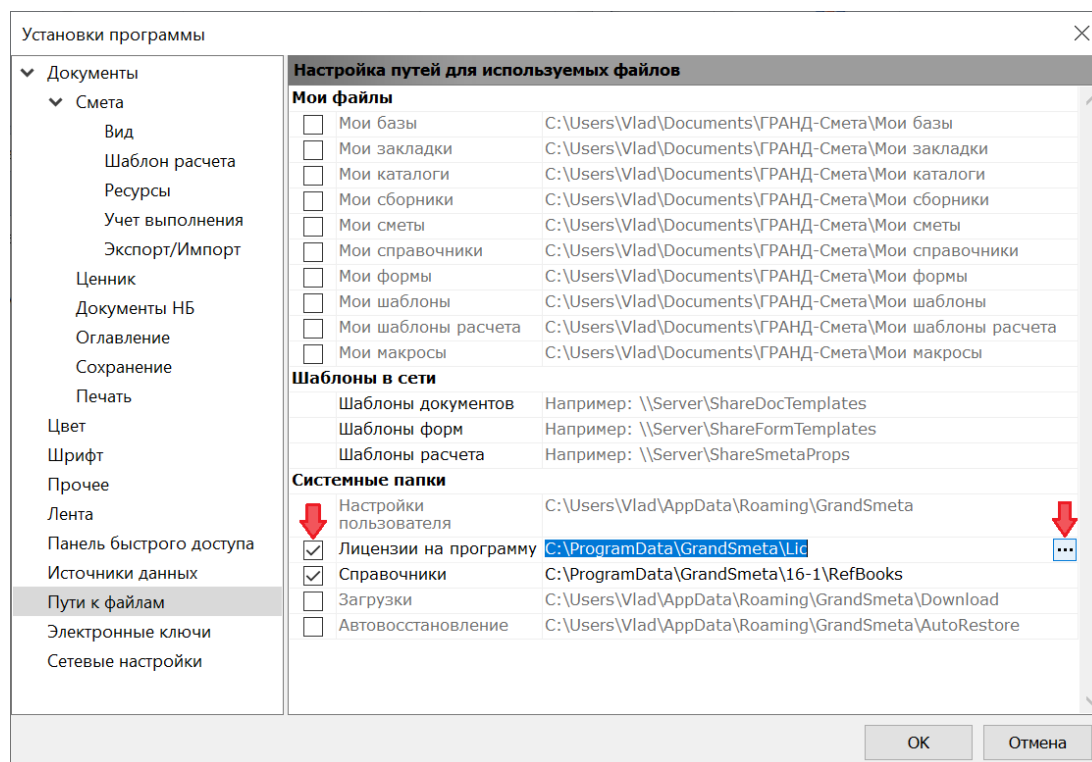 Установки программы
Документы
Смета
Вид
Шаблон расчета
Ресурсы
Учет выполнения
Экспорт/Импорт
Ценник
Документы НБ
Оглавление
Сохранение
Печать
Цвет
Шрифт
Прочее
Лента
Панель быстрого доступа
Источники данных
Пути к файлам
Электронные ключи
Сетевые настройки
Настройка путей для используемых файлов
Мои файлы
Мои базы C:\Users\Vlad\Documents\ГРАНД-Смета\Мои базы
Мои закладки C:\Users\Vlad\Documents\ГРАНД-Смета\Мои закладки
Мои каталоги C:\Users\Vlad\Documents\ГРАНД-Смета\Мои каталоги
Мои сборники C:\Users\Vlad\Documents\ГРАНД-Смета\Мои сборники
Мои сметы C:\Users\Vlad\Documents\ГРАНД-Смета\Мои сметы
Мои справочники C:\Users\Vlad\Documents\ГРАНД-Смета\Мои справочники
Мои формы C:\Users\Vlad\Documents\ГРАНД-Смета\Мои формы
Мои шаблоны C:\Users\Vlad\Documents\ГРАНД-Смета\Мои шаблоны
Мои шаблоны расчета C:\Users\Vlad\Documents\ГРАНД-Смета\Мои шаблоны расчета
Мои макросы C:\Users\Vlad\Documents\ГРАНД-Смета\Мои макросы
Шаблоны в сети
Шаблоны документов Например: \\Server\ShareDocTemplates
Шаблоны форм Например: \\Server\ShareFormTemplates
Шаблоны расчета Например: \\Server\ShareSmetaProps
Системные папки
Настройки C:\Users\Vlad\AppData\Roaming\GrandSmeta
пользователя
Лицензии на программу C:\ProgramData\GrandSmeta\Lic ...
Справочники C:\ProgramData\GrandSmeta\16-1\RefBooks
Загрузки C:\Users\Vlad\AppData\Roaming\GrandSmeta\Download
Автовосстановление C:\Users\Vlad\AppData\Roaming\GrandSmeta\AutoRestore
ОК Отмена